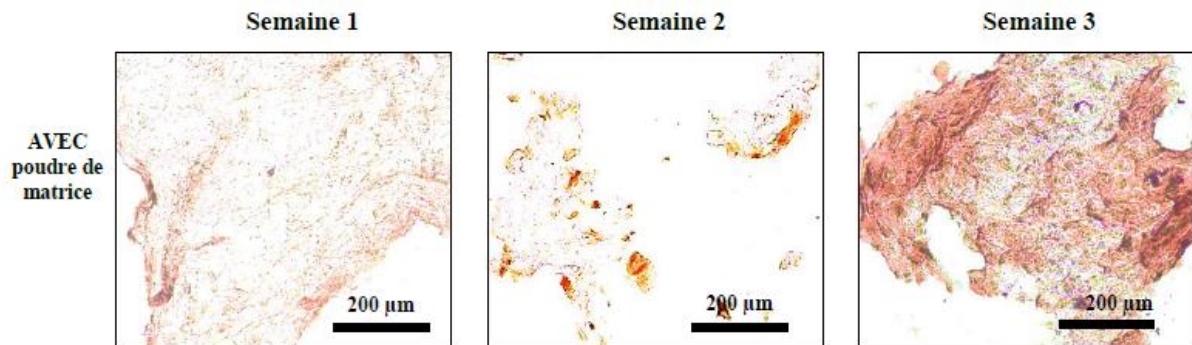 Semaine 1
Semaine 2
Semaine 3
AVEC
poudre de
matrice
200 µm
200 µm
200 µm